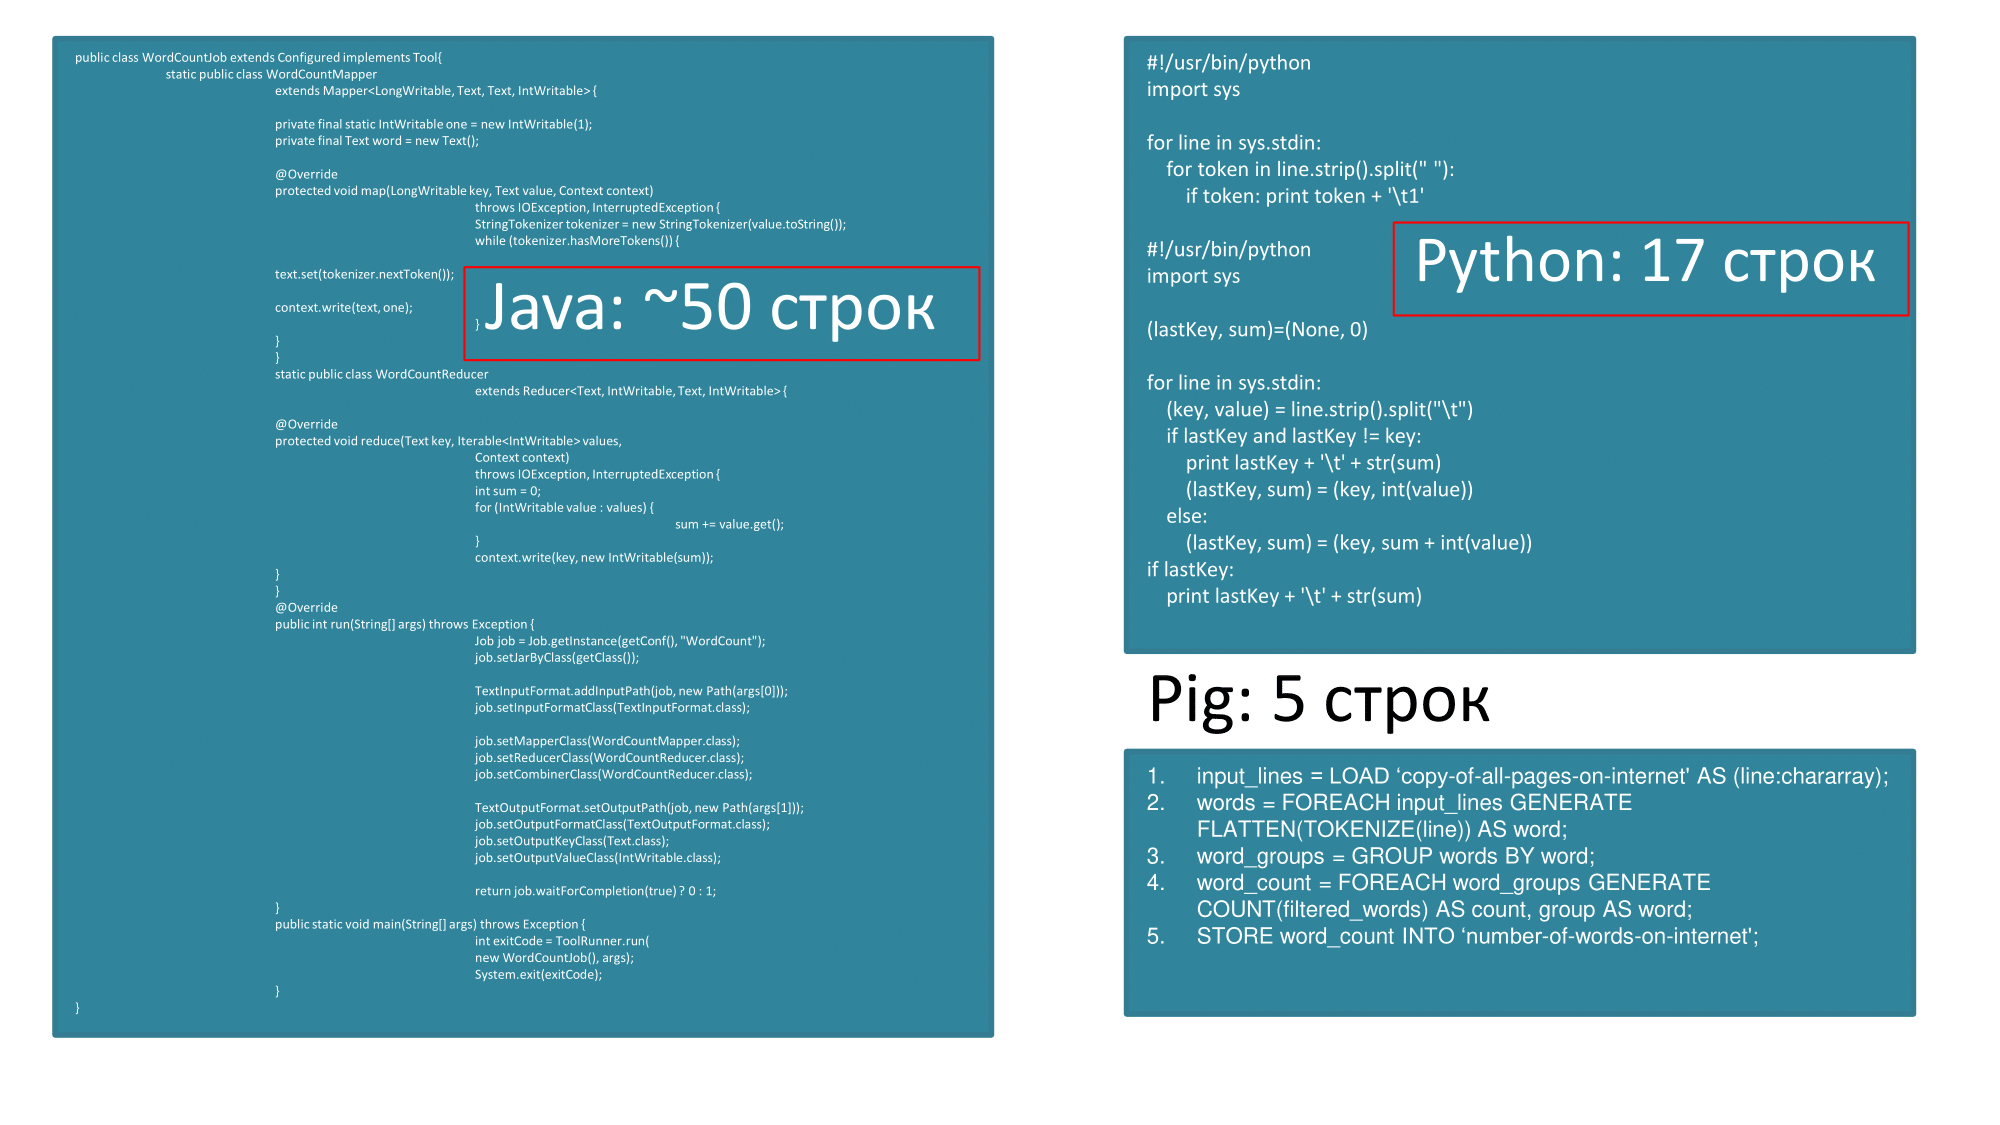 public class WordCountJob extends Configured implements Tool{
static public class WordCountMapper
extends Mapper<LongWritable, Text, Text, IntWritable> {
private final static IntWritable one = new IntWritable(1);
private final Text word = new Text();
@Override
protected void map(LongWritable key, Text value, Context context)
throws IOException, InterruptedException {
StringTokenizer tokenizer = new StringTokenizer(value.toString());
while (tokenizer.hasMoreTokens()) {
text.set(tokenizer.nextToken());
context.write(text, one);
}
}
}
Java: ~50 строк
static public class WordCountReducer
extends Reducer<Text, IntWritable, Text, IntWritable> {
@Override
protected void reduce(Text key, Iterable<IntWritable> values,
Context context)
throws IOException, InterruptedException {
int sum = 0;
for (IntWritable value : values) {
sum += value.get();
}
context.write(key, new IntWritable(sum));
}
}
@Override
public int run(String[] args) throws Exception {
Job job = Job.getInstance(getConf(), "WordCount");
job.setJarByClass(getClass());
TextInputFormat.addInputPath(job, new Path(args[0]));
job.setInputFormatClass(TextInputFormat.class);
job.setMapperClass(WordCountMapper.class);
job.setReducerClass(WordCountReducer.class);
job.setCombinerClass(WordCountReducer.class);
TextOutputFormat.setOutputPath(job, new Path(args[1]));
job.setOutputFormatClass(TextOutputFormat.class);
job.setOutputKeyClass(Text.class);
job.setOutputValueClass(IntWritable.class);
return job.waitForCompletion(true) ? 0 : 1;
}
public static void main(String[] args) throws Exception {
int exitCode = ToolRunner.run(
new WordCountJob(), args);
System.exit(exitCode);
}
}
#!/usr/bin/python
import sys
for line in sys.stdin:
for token in line.strip().split(" "):
if token: print token + '\t1'
#!/usr/bin/python
import sys
Python: 17 строк
(lastKey, sum)=(None, 0)
for line in sys.stdin:
(key, value) = line.strip().split("\t")
if lastKey and lastKey != key:
print lastKey + '\t' + str(sum)
(lastKey, sum) = (key, int(value))
else:
(lastKey, sum) = (key, sum + int(value))
if lastKey:
print lastKey + '\t' + str(sum)
Pig: 5 строк
1. input_lines = LOAD ‘copy-of-all-pages-on-internet' AS (line:chararray);
2. words = FOREACH input_lines GENERATE
FLATTEN(TOKENIZE(line)) AS word;
3. word_groups = GROUP words BY word;
4. word_count = FOREACH word_groups GENERATE
COUNT(filtered_words) AS count, group AS word;
5. STORE word_count INTO ‘number-of-words-on-internet';